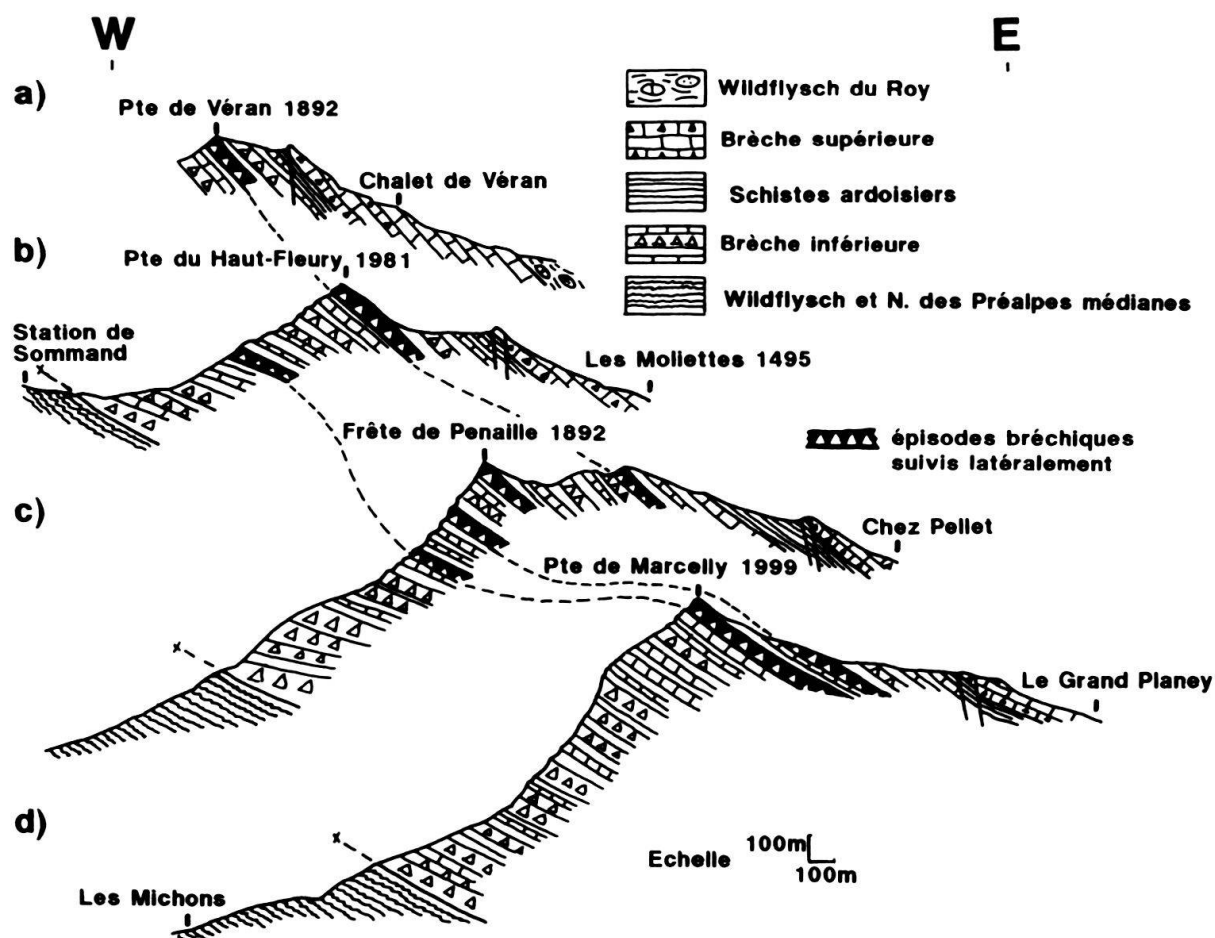 W
E
a)
Pte de Véran 1892
Chalet de Véran
Wildflysch du Roy
Brèche supérieure
Schistes ardoisiers
Brèche inférieure
Wildflysch et N. des Préalpes médianes
b)
Pte du Haut-Fleury 1981
Station de
Sommand
Les Moliettes 1495
épisodes bréchiques
suivis latéralement
c)
Frête de Penaille 1892
Chez Pellet
Pte de Marcelly 1999
Le Grand Planey
d)
Les Michons
Echelle
100m
100m